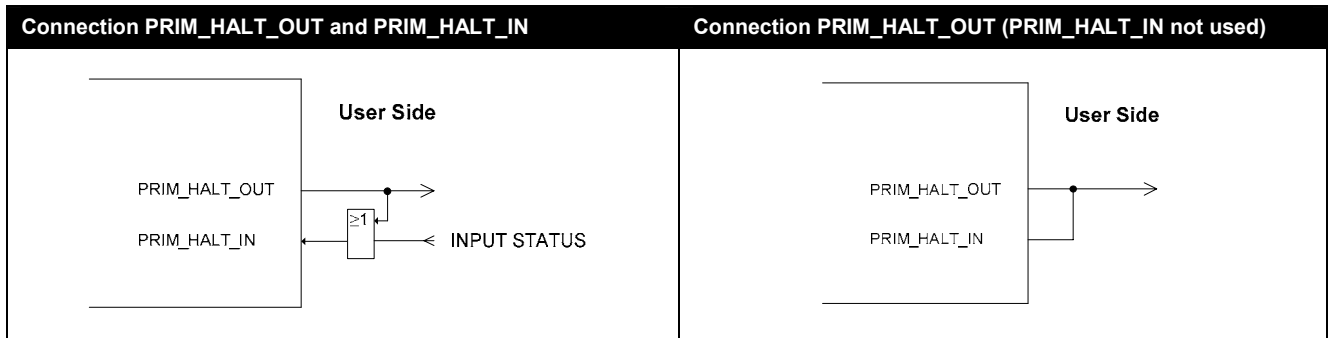 Connection PRIM_HALT_OUT and PRIM_HALT_IN
Connection PRIM_HALT_OUT (PRIM_HALT_IN not used)
User Side
PRIM_HALT_OUT
≥1
PRIM_HALT_IN
INPUT STATUS
User Side
PRIM_HALT_OUT
PRIM_HALT_IN